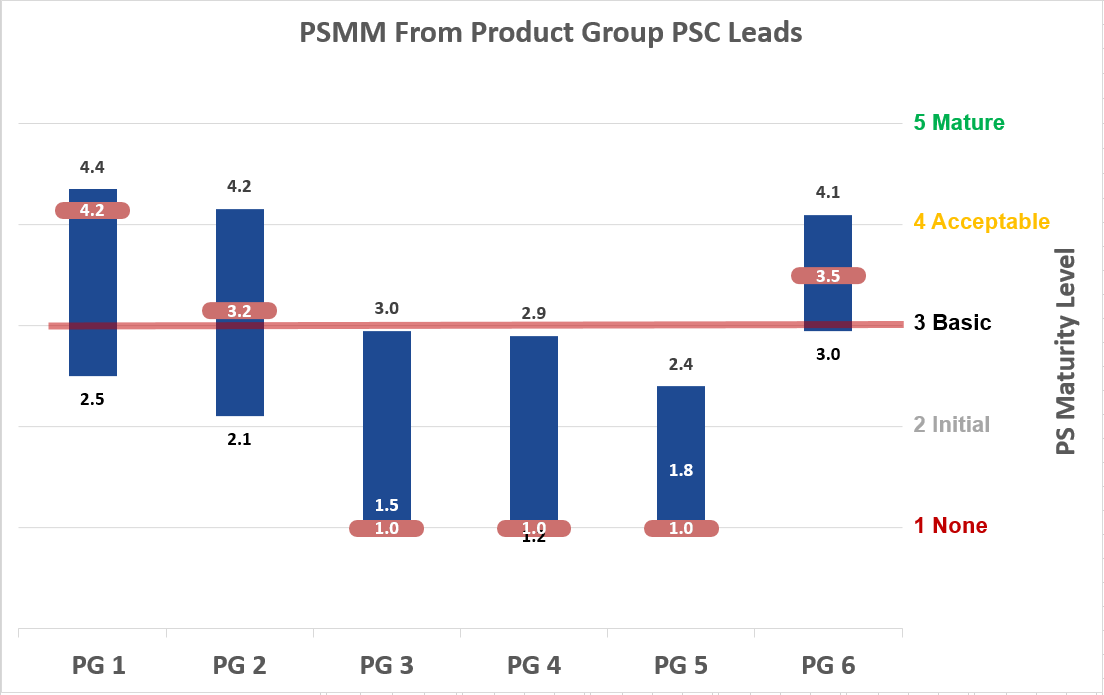 PSMM From Product Group PSC Leads
5 Mature
4.4
4.2
4.1
4.2
4 Acceptable
3.5
3.2
3.0
2.9
3 Basic
3.0
2.4
2.5
2.1
2 Initial
1.8
1.5
1.0
1.0
1.2
1.0
1 None
PS Maturity Level
PG 1
PG 2
PG 3
PG 4
PG 5
PG 6